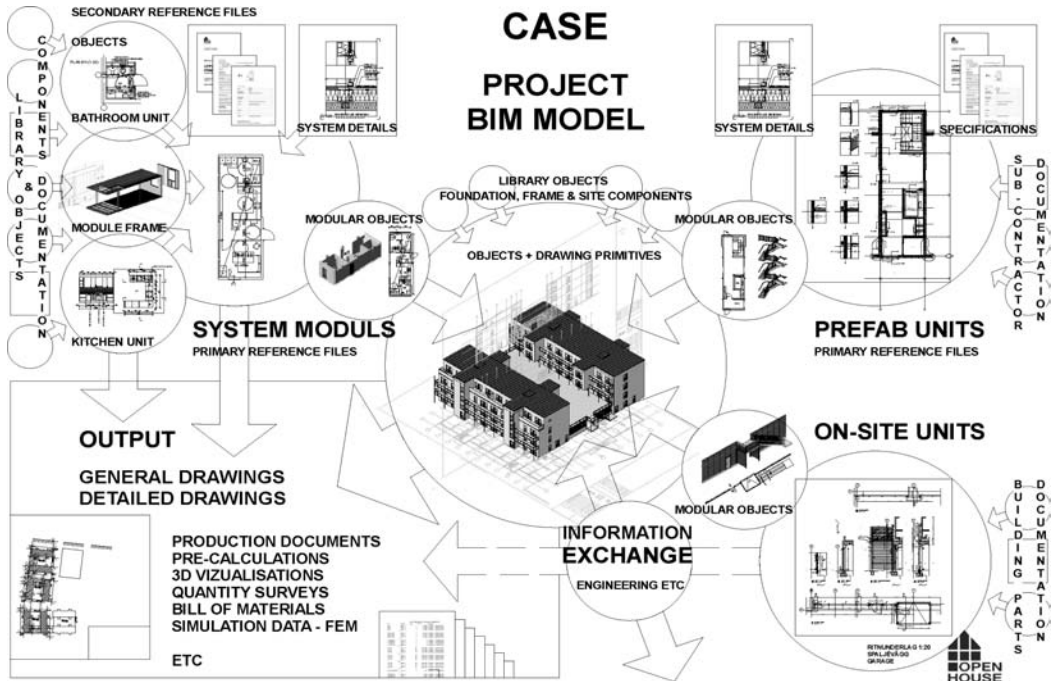 SECONDARY REFERENCE FILES
CASE
PROJECT
BIM MODEL
LIBRARY & OBJECTS
COMPONENTS DOCUMENTATION
OBJECTS
BATHROOM UNIT
MODULE FRAME
KITCHEN UNIT
SYSTEM DETAILS
MODULAR OBJECTS
SYSTEM MODULS
PRIMARY REFERENCE FILES
LIBRARY OBJECTS
FOUNDATION, FRAME & SITE COMPONENTS
OBJECTS + DRAWING PRIMITIVES
SYSTEM DETAILS
SPECIFICATIONS
MODULAR OBJECTS
SUB-CONTRACTOR
DOCUMENTATION
PREFAB UNITS
PRIMARY REFERENCE FILES
OUTPUT
GENERAL DRAWINGS
DETAILED DRAWINGS
PRODUCTION DOCUMENTS
PRE-CALCULATIONS
3D VIZUALISATIONS
QUANTITY SURVEYS
BILL OF MATERIALS
SIMULATION DATA - FEM
ETC
INFORMATION
EXCHANGE
ENGINEERING ETC
MODULAR OBJECTS
ON-SITE UNITS
BUILDING PARTS
DOCUMENTATION
RITNUNDERLAG 1:20
SPALJÉVÄGG
GARAGE
OPEN
HOUSE